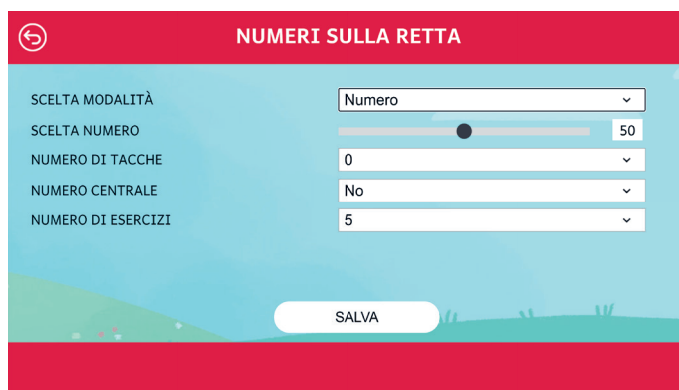 NUMERI SULLA RETTA
SCELTA MODALITÀ Numero
SCELTA NUMERO 50
NUMERO DI TACCHE 0
NUMERO CENTRALE No
NUMERO DI ESERCIZI 5
SALVA